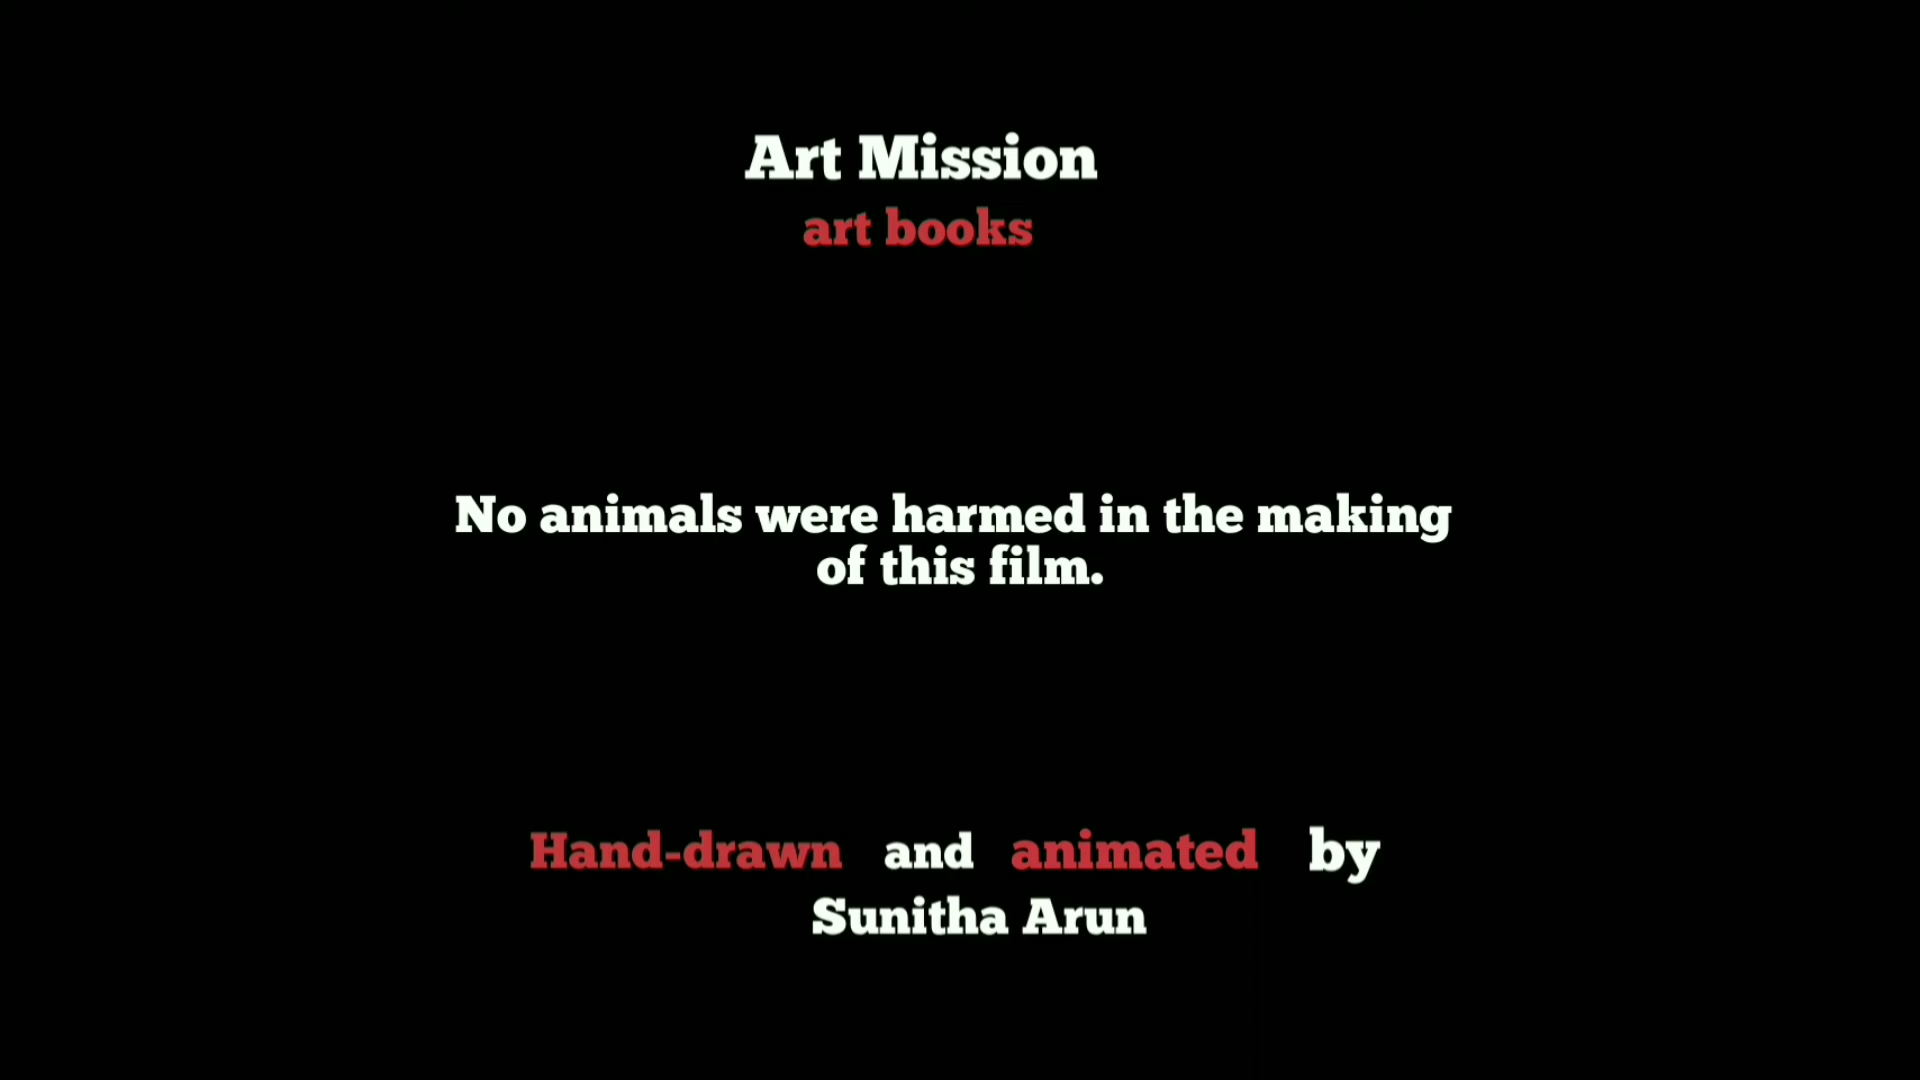 Art Mission
art books
No animals were harmed in the making
of this film.
Hand-drawn and animated by
Sunitha Arun